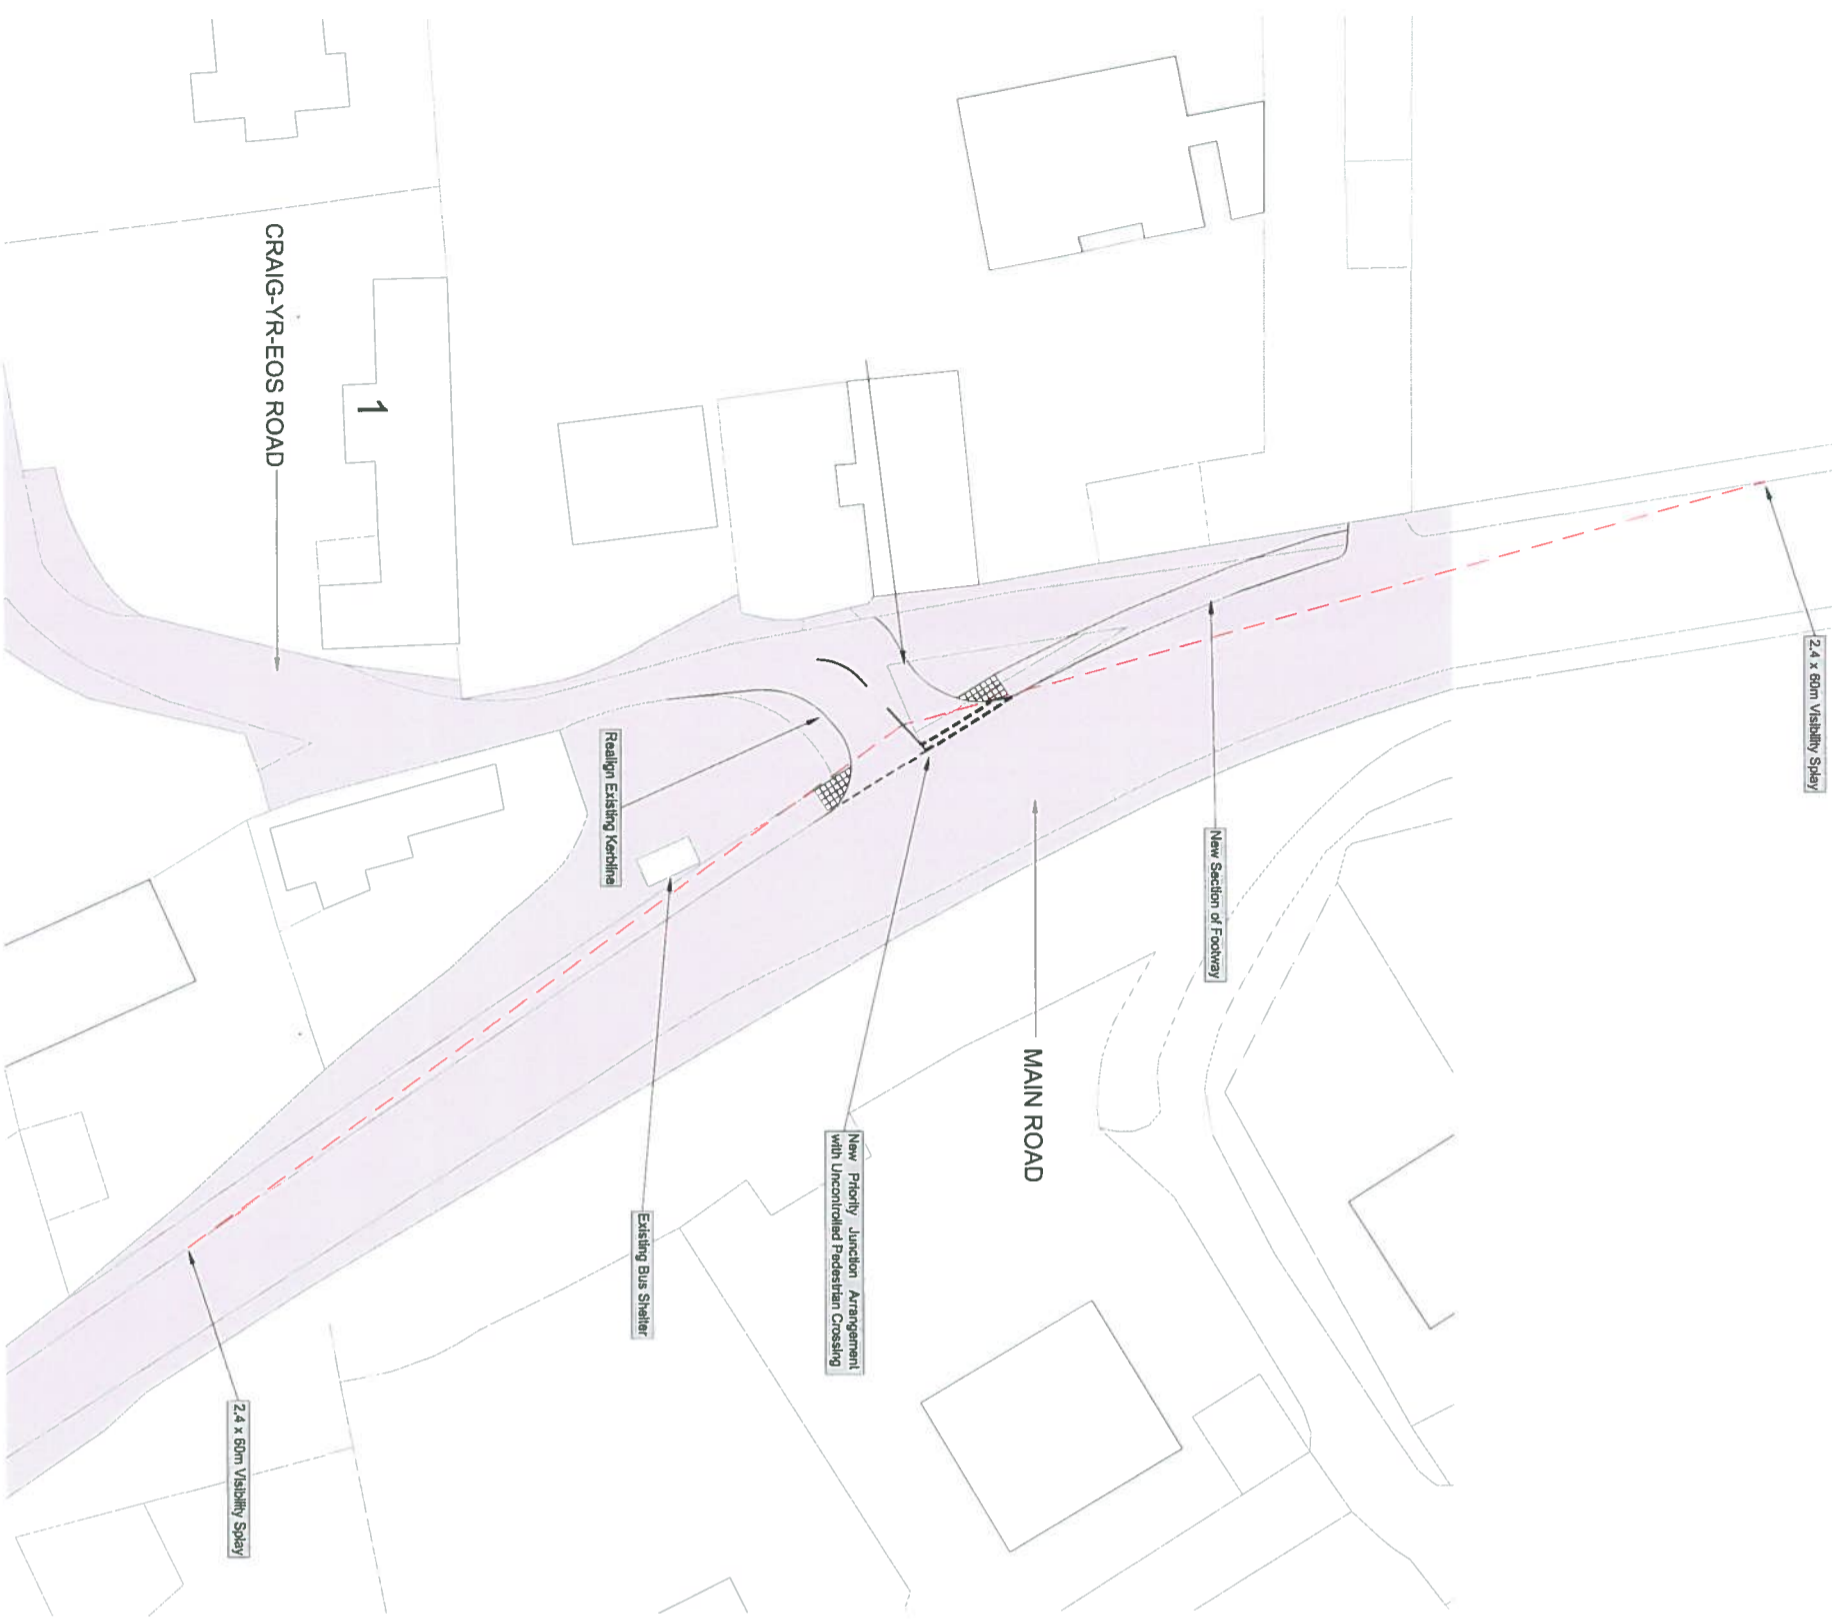 2.4 x 60m Visibility Splay
New Section of Footway
MAIN ROAD
New Priority Junction Arrangement
with Uncontrolled Pedestrian Crossing
Existing Bus Shelter
Realign Existing Kerbline
1
CRAIG-YR-EOS ROAD
2.4 x 60m Visibility Splay